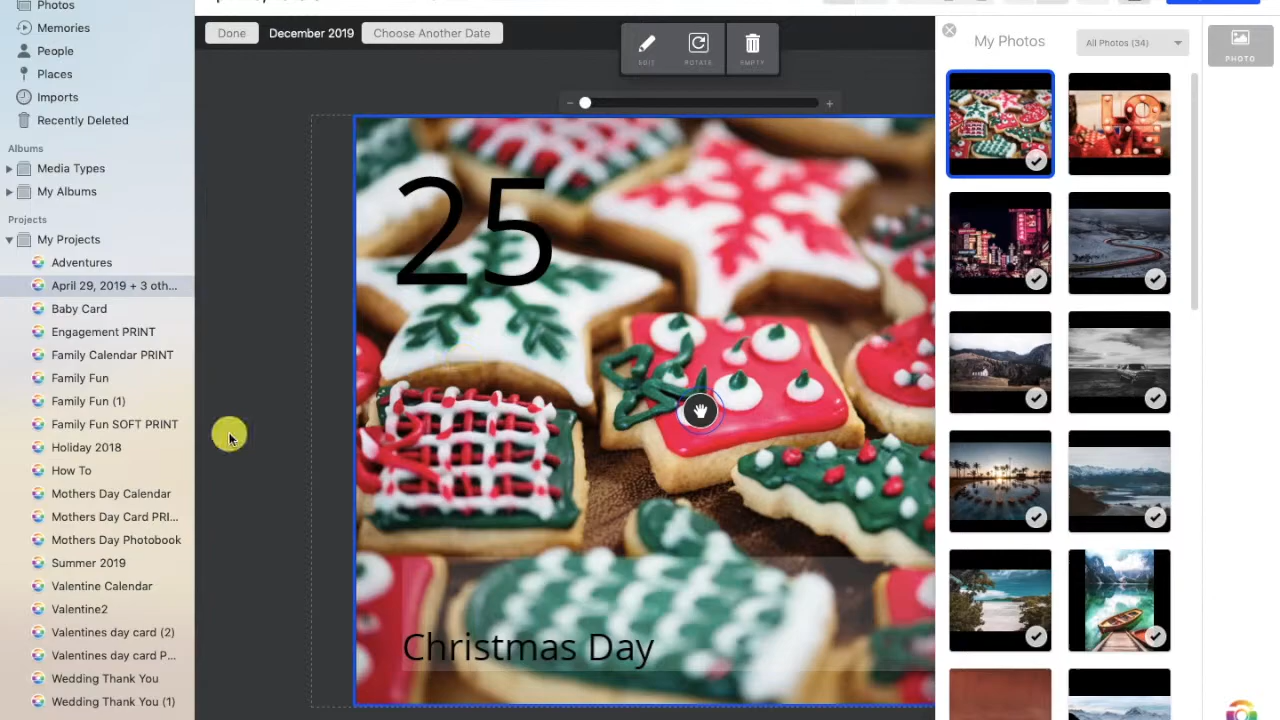 Photos
Memories
People
Places
Imports
Recently Deleted
Albums
Media Types
My Albums
Projects
My Projects
Adventures
April 29, 2019 + 3 oth...
Baby Card
Engagement PRINT
Family Calendar PRINT
Family Fun
Family Fun (1)
Family Fun SOFT PRINT
Holiday 2018
How To
Mothers Day Calendar
Mothers Day Card PRI...
Mothers Day Photobook
Summer 2019
Valentine Calendar
Valentine2
Valentines day card (2)
Valentines day card P...
Wedding Thank You
Wedding Thank You (1)
Done
December 2019
Choose Another Date
EDIT
ROTATE
EMPTY
25
Christmas Day
My Photos
All Photos (34)
PHOTO
LOVE